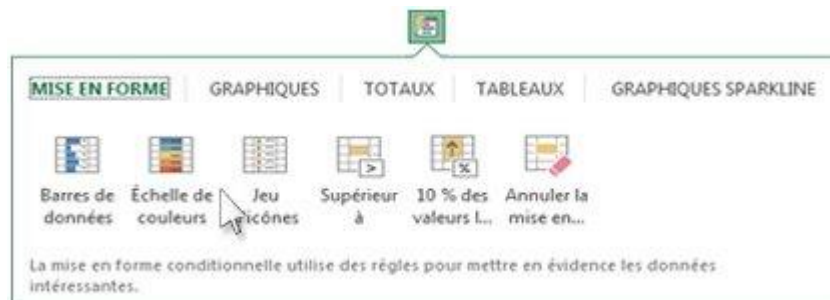 MISE EN FORME GRAPHIQUES TOTAUX TABLEAUX GRAPHIQUES SPARKLINE
Barres de Échelle de Jeu Supérieur 10 % des Annuler la
données couleurs d'icônes à valeurs l... mise en...
La mise en forme conditionnelle utilise des règles pour mettre en évidence les données
intéressantes.